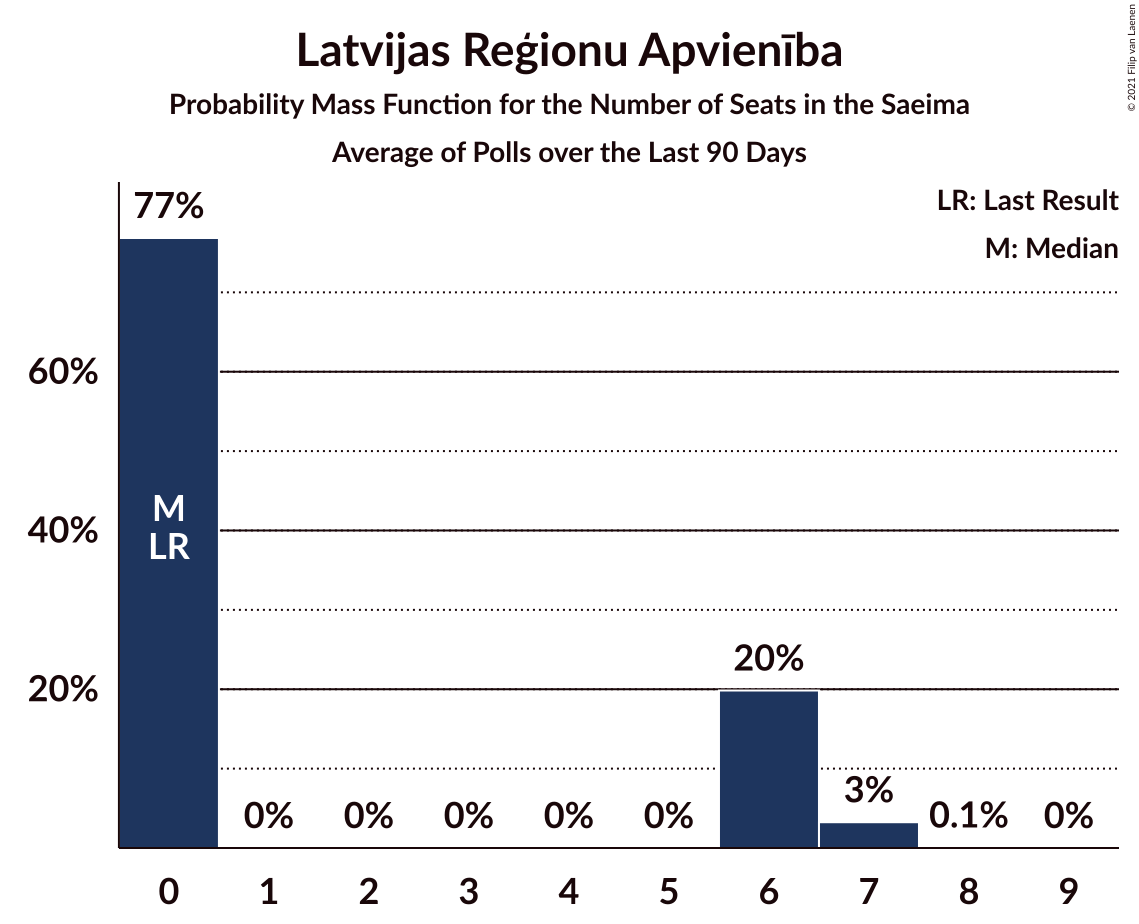 Latvijas Reģionu Apvienība
Probability Mass Function for the Number of Seats in the Saeima
Average of Polls over the Last 90 Days
© 2021 Filip van Laenen
LR: Last Result
M: Median
77%
60%
40%
20%
M
LR
0%
0%
0%
0%
0%
20%
3%
0.1%
0%
0
1
2
3
4
5
6
7
8
9